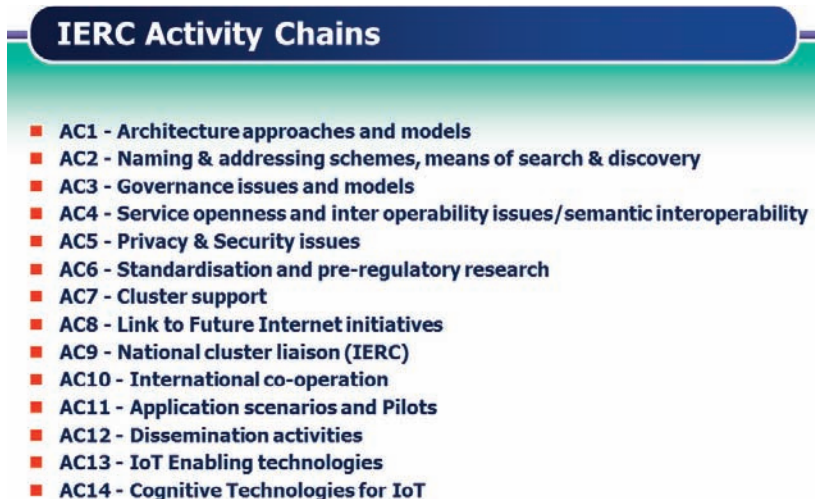 IERC Activity Chains
AC1 - Architecture approaches and models
AC2 - Naming & addressing schemes, means of search & discovery
AC3 - Governance issues and models
AC4 - Service openness and inter operability issues/semantic interoperability
AC5 - Privacy & Security issues
AC6 - Standardisation and pre-regulatory research
AC7 - Cluster support
AC8 - Link to Future Internet initiatives
AC9 - National cluster liaison (IERC)
AC10 - International co-operation
AC11 - Application scenarios and Pilots
AC12 - Dissemination activities
AC13 - IoT Enabling technologies
AC14 - Cognitive Technologies for IoT